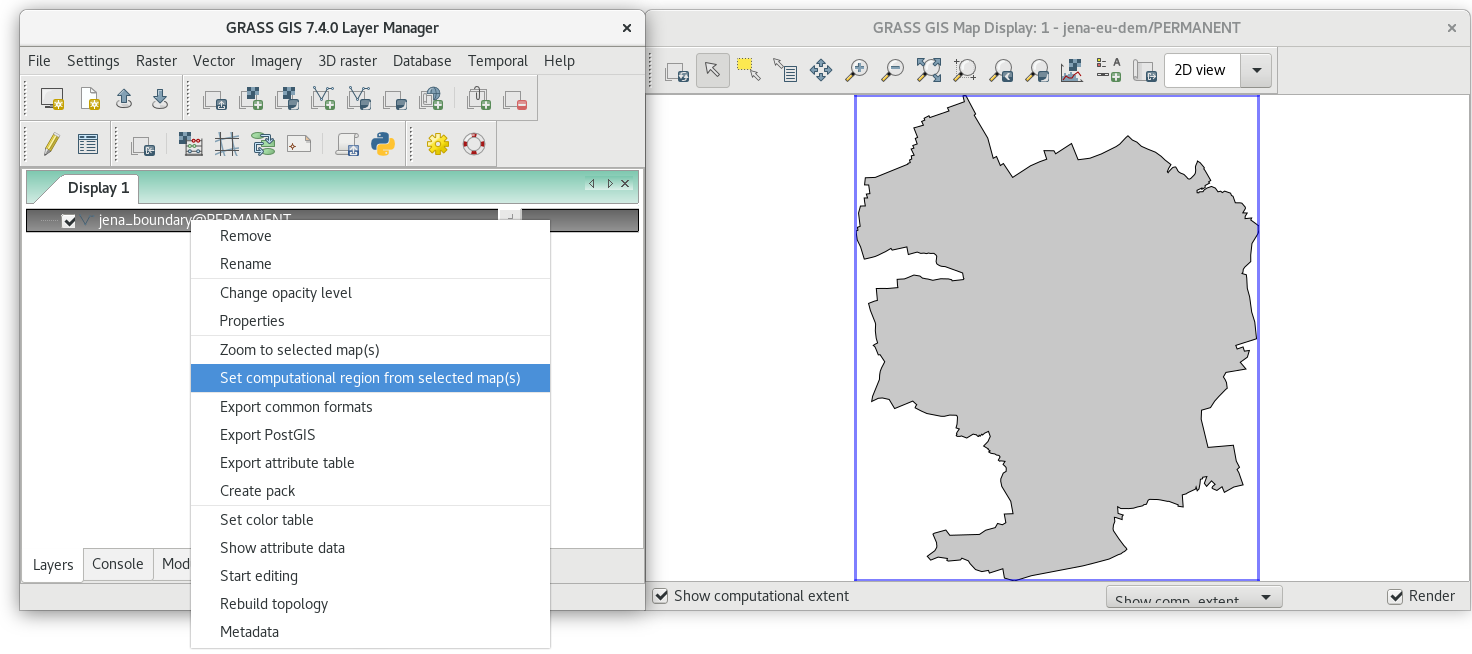 GRASS GIS 7.4.0 Layer Manager
GRASS GIS Map Display: 1 - jena-eu-dem/PERMANENT
File Settings Raster Vector Imagery 3D raster Database Temporal Help
2D view
Display 1
jena_boundary@PERMANENT
Remove
Rename
Change opacity level
Properties
Zoom to selected map(s)
Set computational region from selected map(s)
Export common formats
Export PostGIS
Export attribute table
Create pack
Set color table
Show attribute data
Start editing
Rebuild topology
Metadata
Layers Console Mod
Show computational extent
Show comp. extent
Render